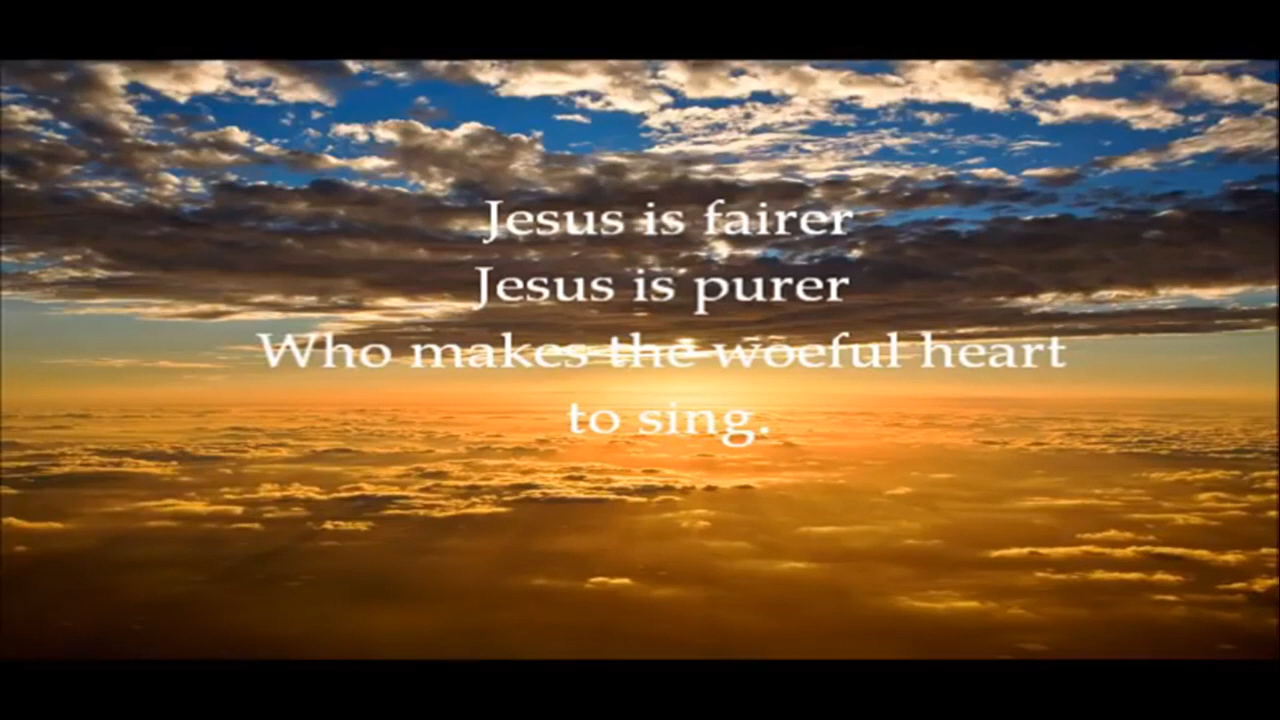 Jesus is fairer
Jesus is purer
Who makes the woeful heart
to sing.